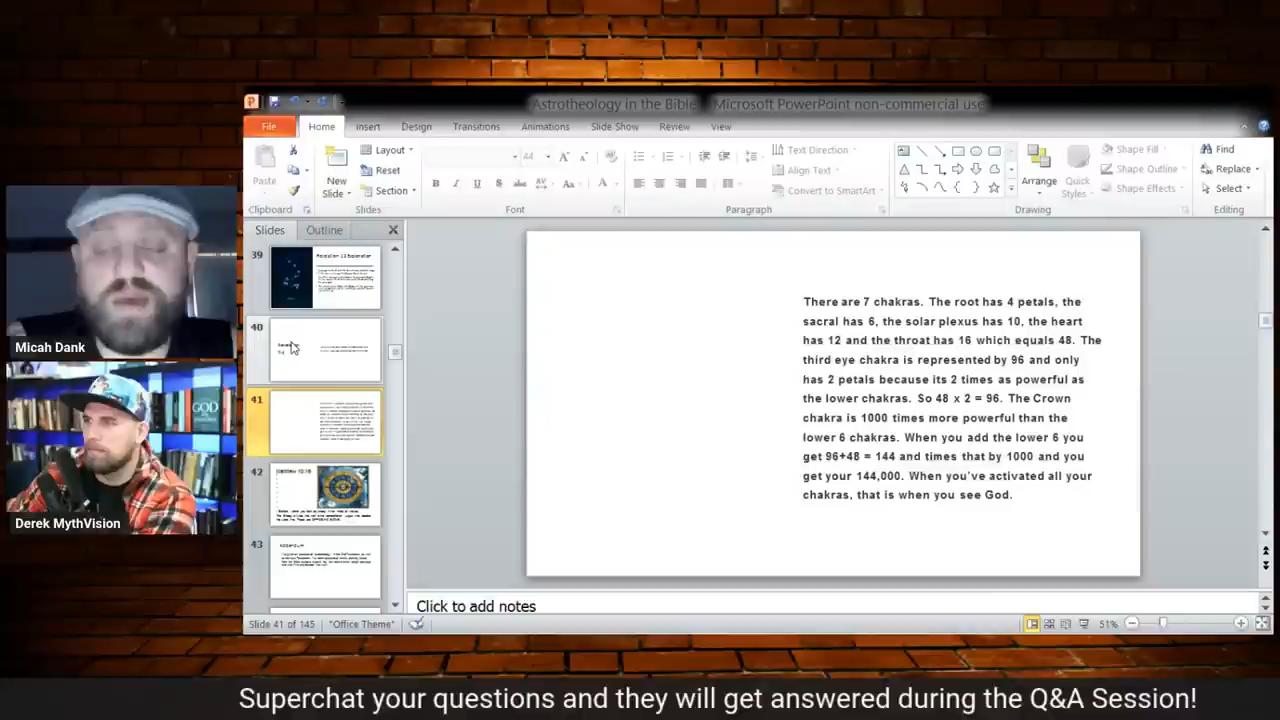 Astrotheology in the Bible - Microsoft PowerPoint non-commercial use
File Home Insert Design Transitions Animations Slide Show Review View
Paste
New Slide
Layout
Reset
Section
44
B I U S abc AV Aa A
Text Direction
Align Text
Convert to SmartArt
Arrange
Quick Styles
Shape Fill
Shape Outline
Shape Effects
Find
Replace
Select
Clipboard Slides Font Paragraph Drawing Editing
Slides Outline
39
40
41
42
43
There are 7 chakras. The root has 4 petals, the
sacral has 6, the solar plexus has 10, the heart
has 12 and the throat has 16 which equals 48. The
third eye chakra is represented by 96 and only
has 2 petals because its 2 times as powerful as
the lower chakras. So 48 x 2 = 96. The Crown
chakra is 1000 times more powerful than the
lower 6 chakras. When you add the lower 6 you
get 96+48 = 144 and times that by 1000 and you
get your 144,000. When you've activated all your
chakras, that is when you see God.
Micah Dank
GOD
Derek MythVision
Click to add notes
Slide 41 of 145 "Office Theme" 51%
Superchat your questions and they will get answered during the Q&A Session!